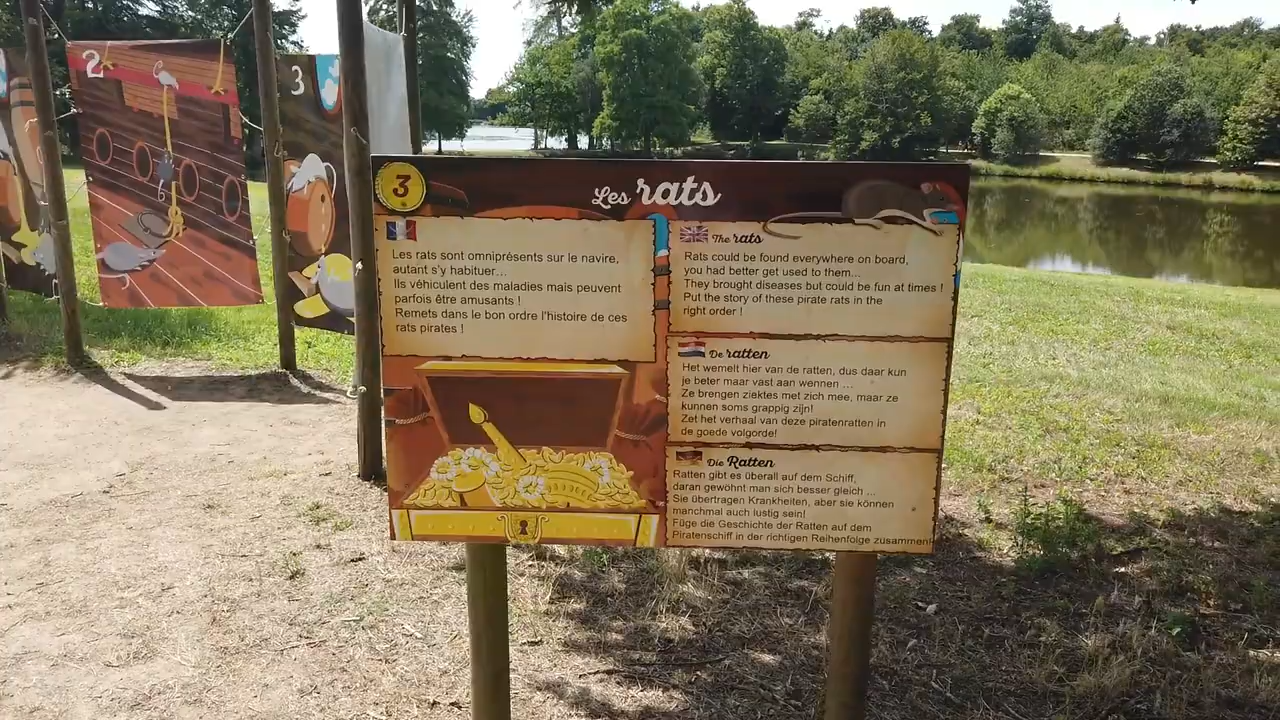 2
3
3
Les rats
Les rats sont omniprésents sur le navire,
autant s'y habituer...
Ils véhiculent des maladies mais peuvent
parfois être amusants !
Remets dans le bon ordre l'histoire de ces
rats pirates !
The rats
Rats could be found everywhere on board,
you had better get used to them...
They brought diseases but could be fun at times !
Put the story of these pirate rats in the
right order !
De ratten
Het wemelt hier van de ratten, dus daar kun
je beter maar vast aan wennen ...
Ze brengen ziektes met zich mee, maar ze
kunnen soms grappig zijn!
Zet het verhaal van deze piratenratten in
de goede volgorde!
Die Ratten
Ratten gibt es überall auf dem Schiff,
daran gewöhnt man sich besser gleich ...
Sie übertragen Krankheiten, aber sie können
manchmal auch lustig sein!
Füge die Geschichte der Ratten auf dem
Piratenschiff in der richtigen Reihenfolge zusammen!